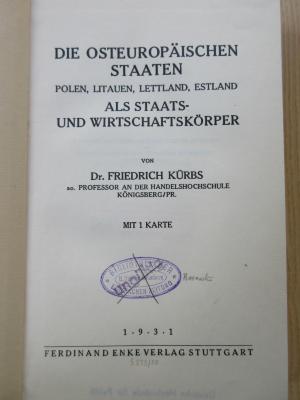 DIE OSTEUROPÄISCHEN
STAATEN
POLEN, LITAUEN, LETTLAND, ESTLAND
ALS STAATS-
UND WIRTSCHAFTSKÖRPER
VON
Dr. FRIEDRICH KÜRBS
ao. PROFESSOR AN DER HANDELSHOCHSCHULE
KÖNIGSBERG/PR.
MIT 1 KARTE
1 · 9 · 3 · 1
FERDINAND ENKE VERLAG STUTTGART